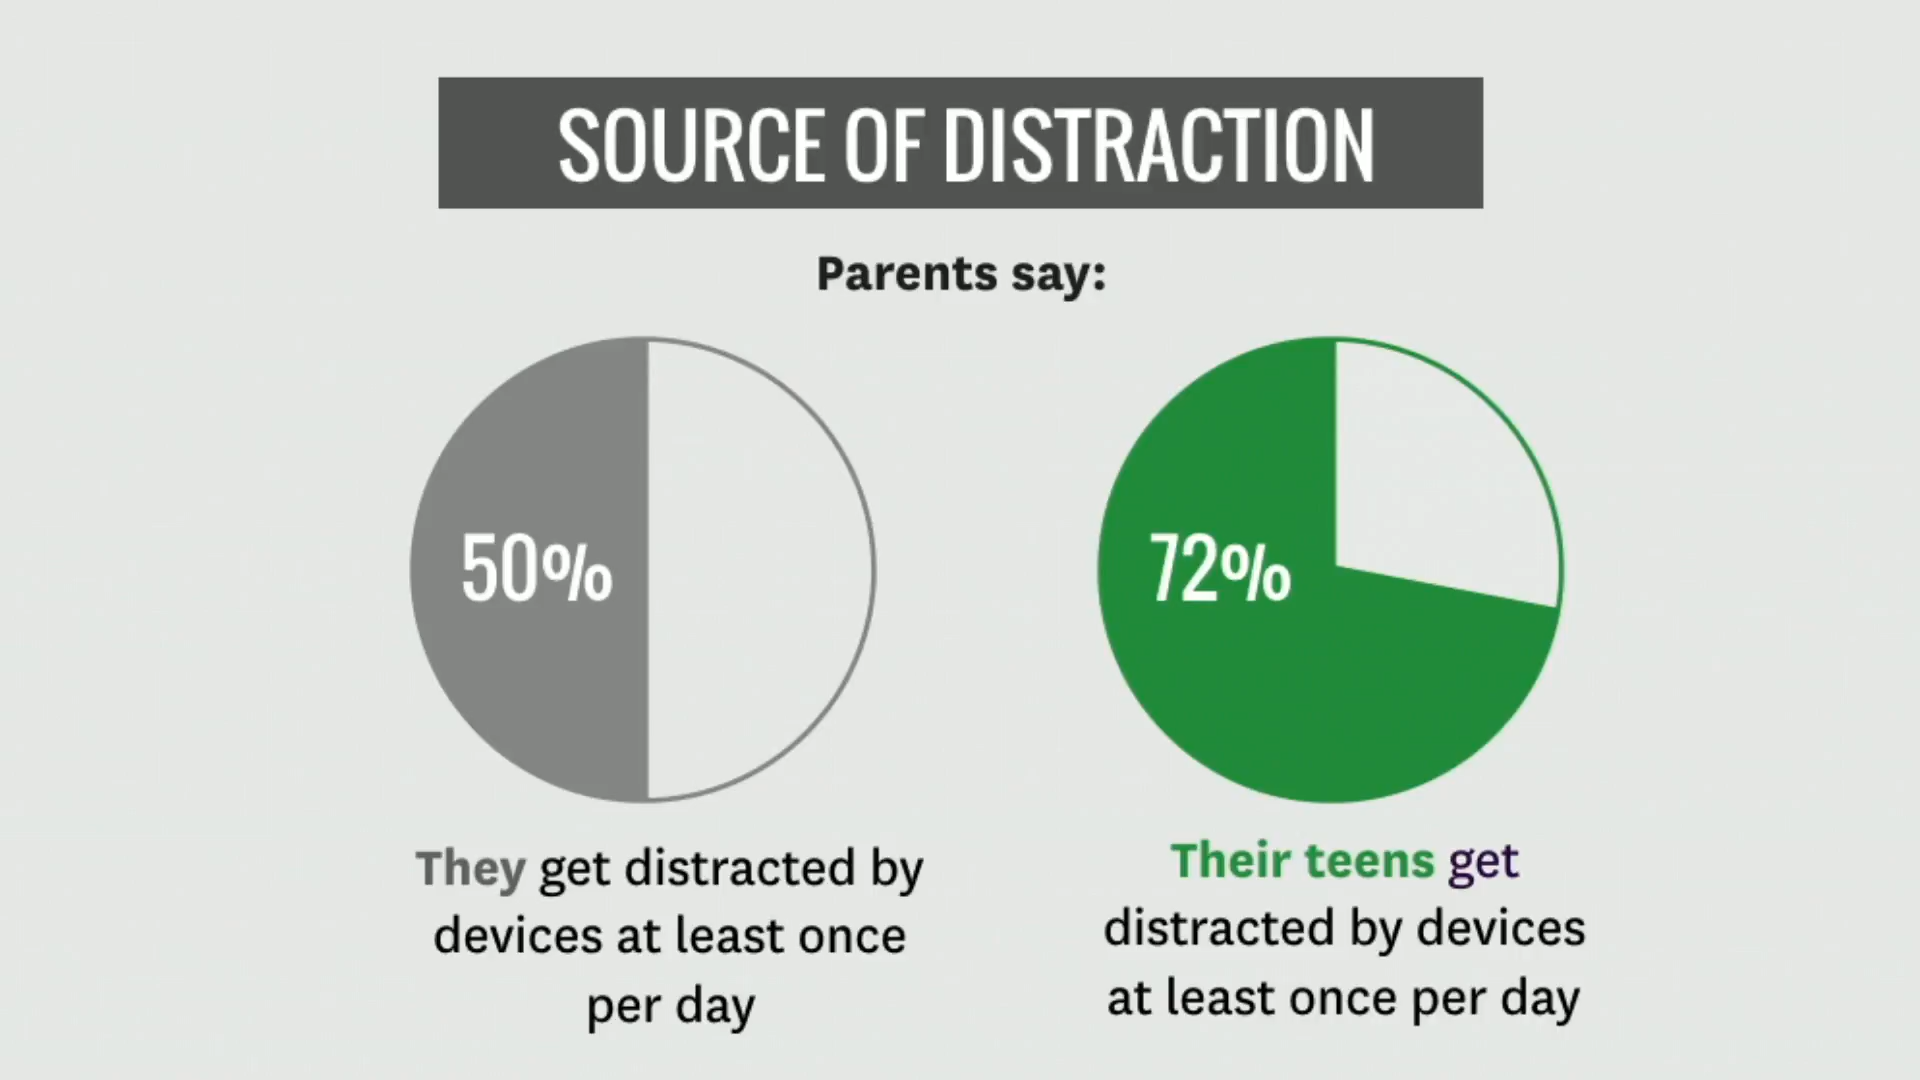 SOURCE OF DISTRACTION
Parents say:
50%
They get distracted by
devices at least once
per day
72%
Their teens get
distracted by devices
at least once per day